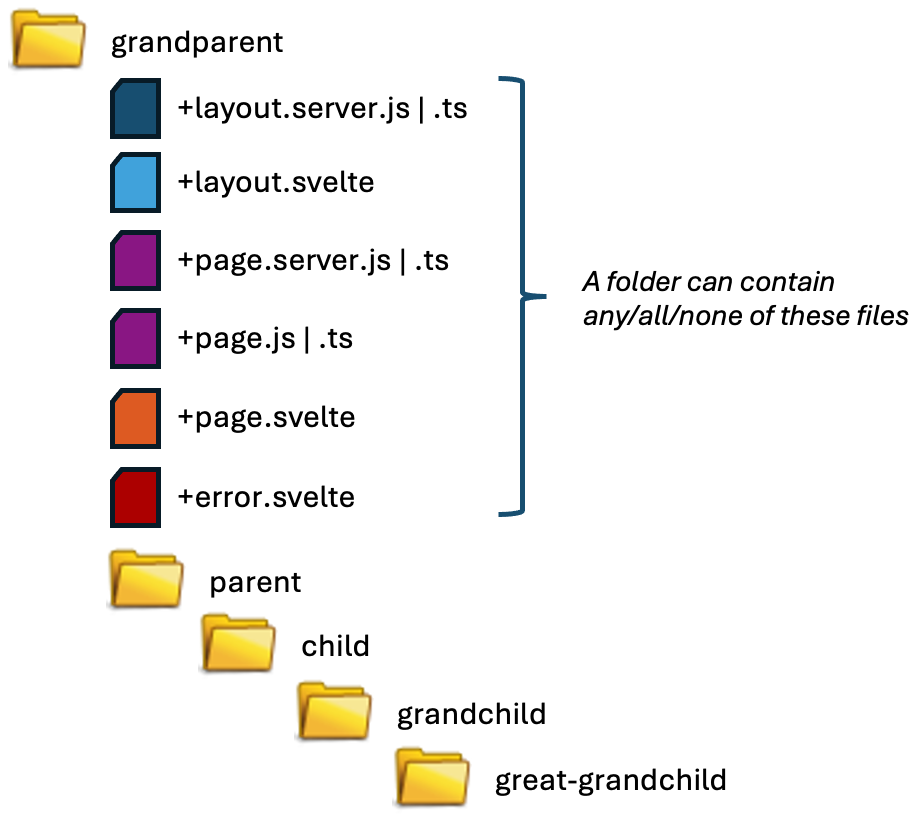 grandparent
+layout.server.js | .ts
+layout.svelte
+page.server.js | .ts
+page.js | .ts
+page.svelte
+error.svelte
A folder can contain
any/all/none of these files
parent
child
grandchild
great-grandchild